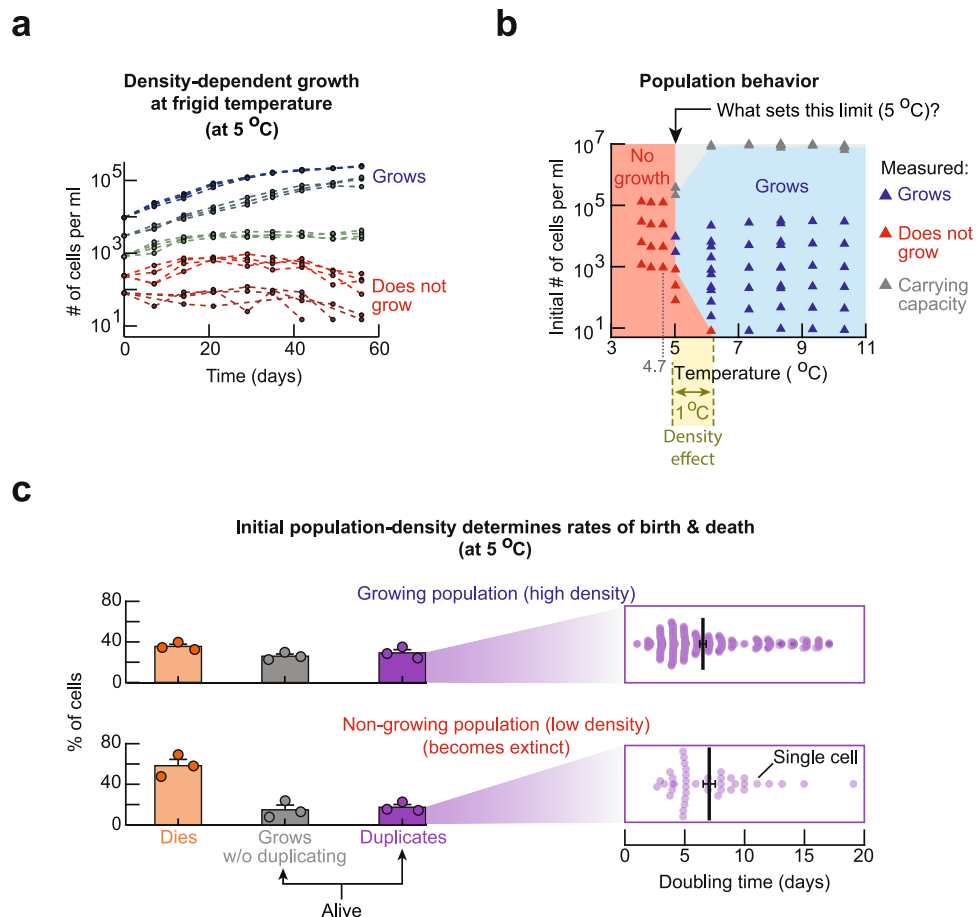 a
Density-dependent growth
at frigid temperature
(at 5 °C)
# of cells per ml
10^5
10^3
10^1
Grows
Does not
grow
0
20
40
60
Time (days)
b
Population behavior
What sets this limit (5 °C)?
Initial # of cells per ml
10^7
10^5
10^3
10^1
No
growth
Grows
Measured:
Grows
Does not
grow
Carrying
capacity
3
5
7
9
11
4.7
Temperature ( °C)
1 °C
Density
effect
c
Initial population-density determines rates of birth & death
(at 5 °C)
% of cells
80
40
0
Growing population (high density)
80
40
0
Non-growing population (low density)
(becomes extinct)
Single cell
Dies
Grows
w/o duplicating
Duplicates
Alive
0
5
10
15
20
Doubling time (days)